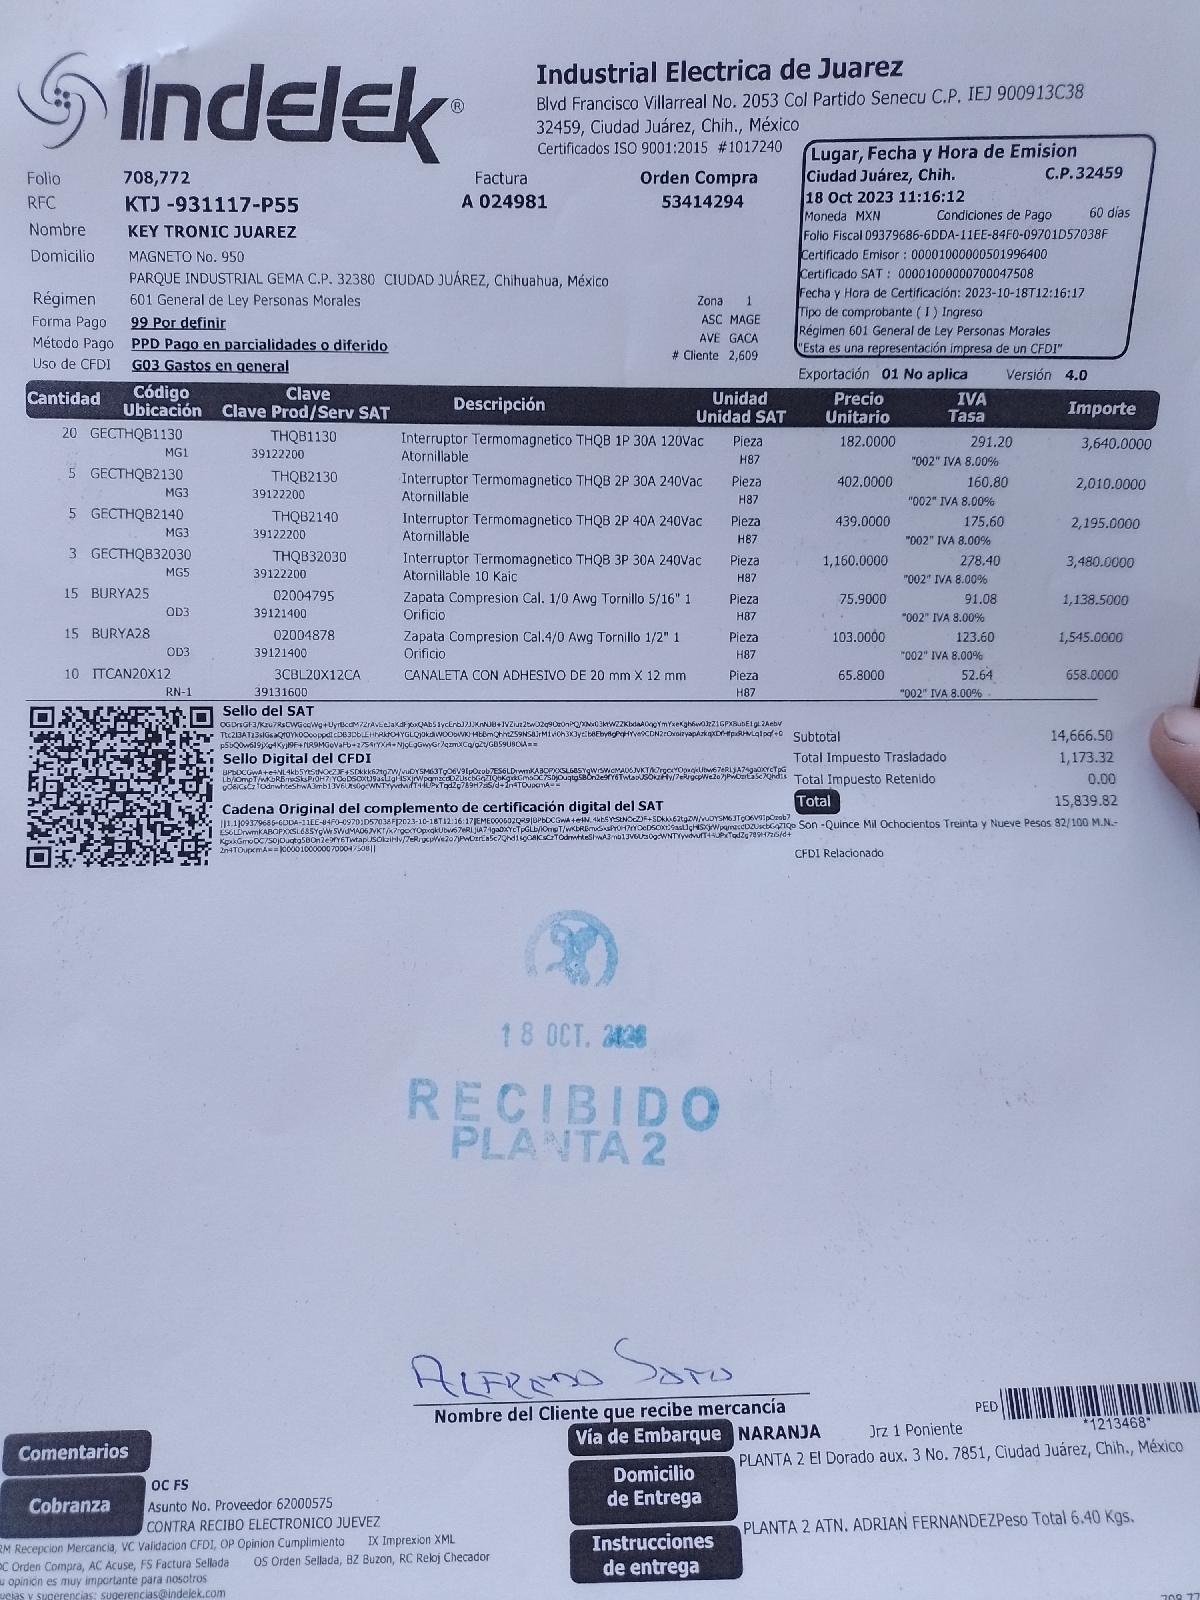 Indelek®
Industrial Electrica de Juarez
Blvd Francisco Villarreal No. 2053 Col Partido Senecu C.P. IEJ 900913C38
32459, Ciudad Juárez, Chih., México
Certificados ISO 9001:2015 #1017240
Lugar, Fecha y Hora de Emision
Ciudad Juárez, Chih. C.P.32459
18 Oct 2023 11:16:12
Moneda MXN Condiciones de Pago 60 días
Folio Fiscal 09379686-6DDA-11EE-84F0-09701D57038F
Certificado Emisor : 00001000000501996400
Certificado SAT : 00001000000700047508
Fecha y Hora de Certificación: 2023-10-18T12:16:17
Tipo de comprobante ( I ) Ingreso
Régimen 601 General de Ley Personas Morales
"Esta es una representación impresa de un CFDI"
Folio 708,772 Factura Orden Compra
RFC KTJ -931117-P55 A 024981 53414294
Nombre KEY TRONIC JUAREZ
Domicilio MAGNETO No. 950
PARQUE INDUSTRIAL GEMA C.P. 32380 CIUDAD JUÁREZ, Chihuahua, México
Régimen 601 General de Ley Personas Morales Zona 1
Forma Pago 99 Por definir ASC MAGE
Método Pago PPD Pago en parcialidades o diferido AVE GACA
Uso de CFDI G03 Gastos en general # Cliente 2,609
Exportación 01 No aplica Versión 4.0
Cantidad Código Clave Descripción Unidad Precio IVA Importe
Ubicación Clave Prod/Serv SAT Unidad SAT Unitario Tasa
20 GECTHQB1130 THQB1130 Interruptor Termomagnetico THQB 1P 30A 120Vac Pieza 182.0000 291.20 3,640.0000
MG1 39122200 Atornillable H87 "002" IVA 8.00%
5 GECTHQB2130 THQB2130 Interruptor Termomagnetico THQB 2P 30A 240Vac Pieza 402.0000 160.80 2,010.0000
MG3 39122200 Atornillable H87 "002" IVA 8.00%
5 GECTHQB2140 THQB2140 Interruptor Termomagnetico THQB 2P 40A 240Vac Pieza 439.0000 175.60 2,195.0000
MG3 39122200 Atornillable H87 "002" IVA 8.00%
3 GECTHQB32030 THQB32030 Interruptor Termomagnetico THQB 3P 30A 240Vac Pieza 1,160.0000 278.40 3,480.0000
MG5 39122200 Atornillable 10 Kaic H87 "002" IVA 8.00%
15 BURYA25 02004795 Zapata Compresion Cal. 1/0 Awg Tornillo 5/16" 1 Pieza 75.9000 91.08 1,138.5000
OD3 39121400 Orificio H87 "002" IVA 8.00%
15 BURYA28 02004878 Zapata Compresion Cal.4/0 Awg Tornillo 1/2" 1 Pieza 103.0000 123.60 1,545.0000
OD3 39121400 Orificio H87 "002" IVA 8.00%
10 ITCAN20X12 3CBL20X12CA CANALETA CON ADHESIVO DE 20 mm X 12 mm Pieza 65.8000 52.64 658.0000
RN-1 39131600 H87 "002" IVA 8.00%
Sello del SAT
Sello Digital del CFDI
Cadena Original del complemento de certificación digital del SAT
Subtotal 14,666.50
Total Impuesto Trasladado 1,173.32
Total Impuesto Retenido 0.00
Total 15,839.82
Son -Quince Mil Ochocientos Treinta y Nueve Pesos 82/100 M.N.-
CFDI Relacionado
18 OCT.
RECIBIDO
PLANTA 2
ALFREDO SOTO
Nombre del Cliente que recibe mercancía
PED *1213468*
Vía de Embarque NARANJA Jrz 1 Poniente
Domicilio de Entrega PLANTA 2 El Dorado aux. 3 No. 7851, Ciudad Juárez, Chih., México
Instrucciones de entrega PLANTA 2 ATN. ADRIAN FERNANDEZPeso Total 6.40 Kgs.
Comentarios
Cobranza OC FS
Asunto No. Proveedor 62000575
CONTRA RECIBO ELECTRONICO JUEVEZ
RM Recepcion Mercancia, VC Validacion CFDI, OP Opinion Cumplimiento IX Impresion XML
OC Orden Compra, AC Acuse, FS Factura Sellada OS Orden Sellada, BZ Buzon, RC Reloj Checador
u opinión es muy importante para nosotros
uejas y sugerencias: sugerencias@indelek.com